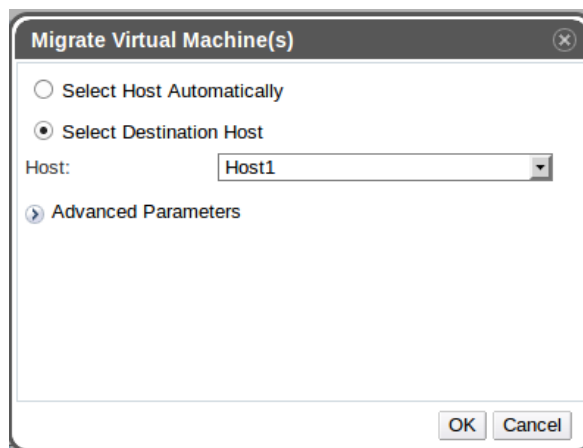 Migrate Virtual Machine(s)
Select Host Automatically
Select Destination Host
Host: Host1
Advanced Parameters
OK Cancel